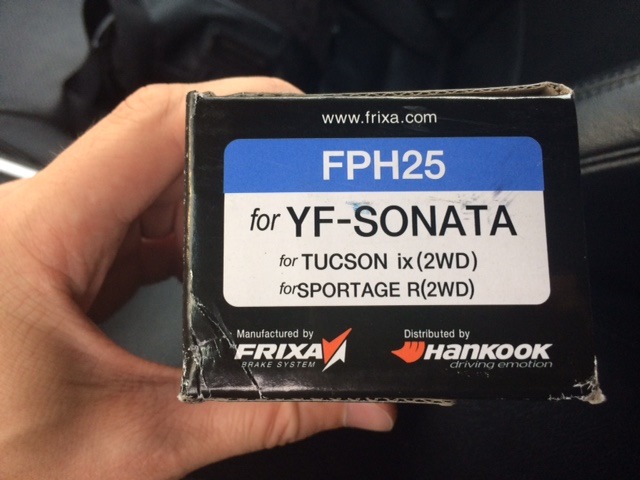 www.frixa.com
FPH25
for YF-SONATA
for TUCSON ix(2WD)
for SPORTAGE R(2WD)
Manufactured by
FRIXA
BRAKE SYSTEM
Distributed by
HANKOOK
driving emotion